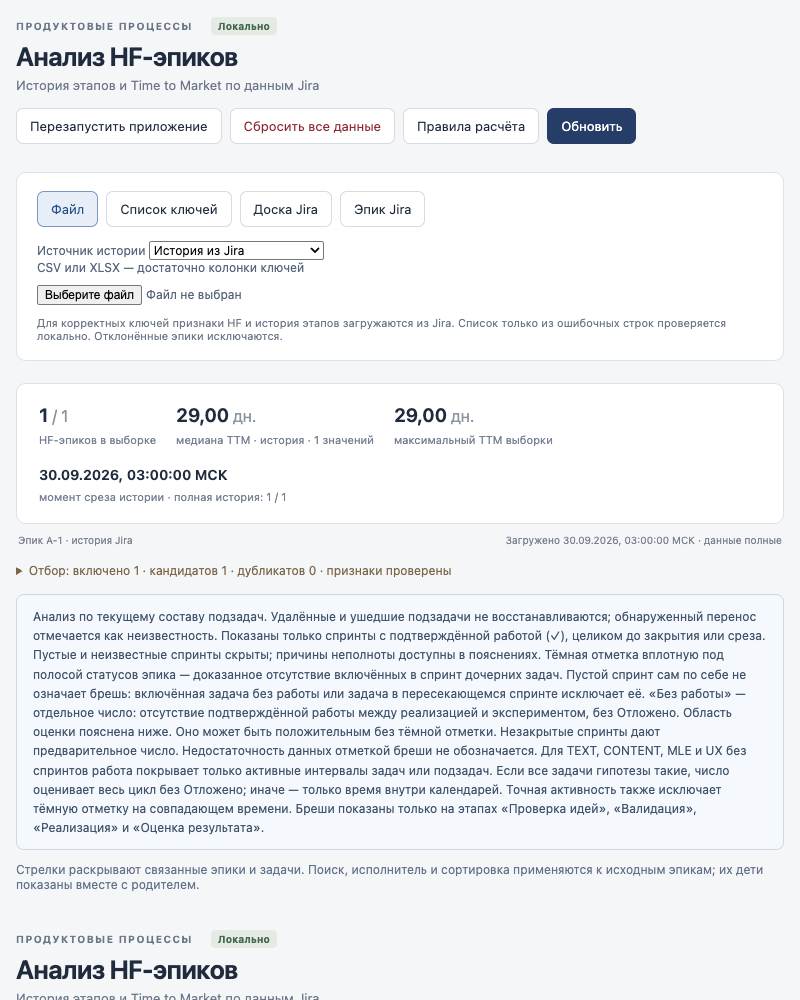 ПРОДУКТОВЫЕ ПРОЦЕССЫ Локально
Анализ HF-эпиков
История этапов и Time to Market по данным Jira
Перезапустить приложение Сбросить все данные Правила расчёта Обновить
Файл Список ключей Доска Jira Эпик Jira
Источник истории История из Jira
CSV или XLSX — достаточно колонки ключей
Выберите файл Файл не выбран
Для корректных ключей признаки HF и история этапов загружаются из Jira. Список только из ошибочных строк проверяется
локально. Отклонённые эпики исключаются.
1 / 1 29,00 дн. 29,00 дн.
HF-эпиков в выборке медиана ТТМ · история · 1 значений максимальный ТТМ выборки
30.09.2026, 03:00:00 МСК
момент среза истории · полная история: 1 / 1
Эпик A-1 · история Jira Загружено 30.09.2026, 03:00:00 МСК · данные полные
▶ Отбор: включено 1 · кандидатов 1 · дубликатов 0 · признаки проверены
Анализ по текущему составу подзадач. Удалённые и ушедшие подзадачи не восстанавливаются; обнаруженный перенос
отмечается как неизвестность. Показаны только спринты с подтверждённой работой (✓), целиком до закрытия или среза.
Пустые и неизвестные спринты скрыты; причины неполноты доступны в пояснениях. Тёмная отметка вплотную под
полосой статусов эпика — доказанное отсутствие включённых в спринт дочерних задач. Пустой спринт сам по себе не
означает брешь: включённая задача без работы или задача в пересекающемся спринте исключает её. «Без работы» —
отдельное число: отсутствие подтверждённой работы между реализацией и экспериментом, без Отложено. Область
оценки пояснена ниже. Оно может быть положительным без тёмной отметки. Незакрытые спринты дают
предварительное число. Недостаточность данных отметкой бреши не обозначается. Для TEXT, CONTENT, MLE и UX без
спринтов работа покрывает только активные интервалы задач или подзадач. Если все задачи гипотезы такие, число
оценивает весь цикл без Отложено; иначе — только время внутри календарей. Точная активность также исключает
тёмную отметку на совпадающем времени. Бреши показаны только на этапах «Проверка идей», «Валидация»,
«Реализация» и «Оценка результата».
Стрелки раскрывают связанные эпики и задачи. Поиск, исполнитель и сортировка применяются к исходным эпикам; их дети
показаны вместе с родителем.
ПРОДУКТОВЫЕ ПРОЦЕССЫ Локально
Анализ HF-эпиков
История этапов и Time to Market по данным Jira